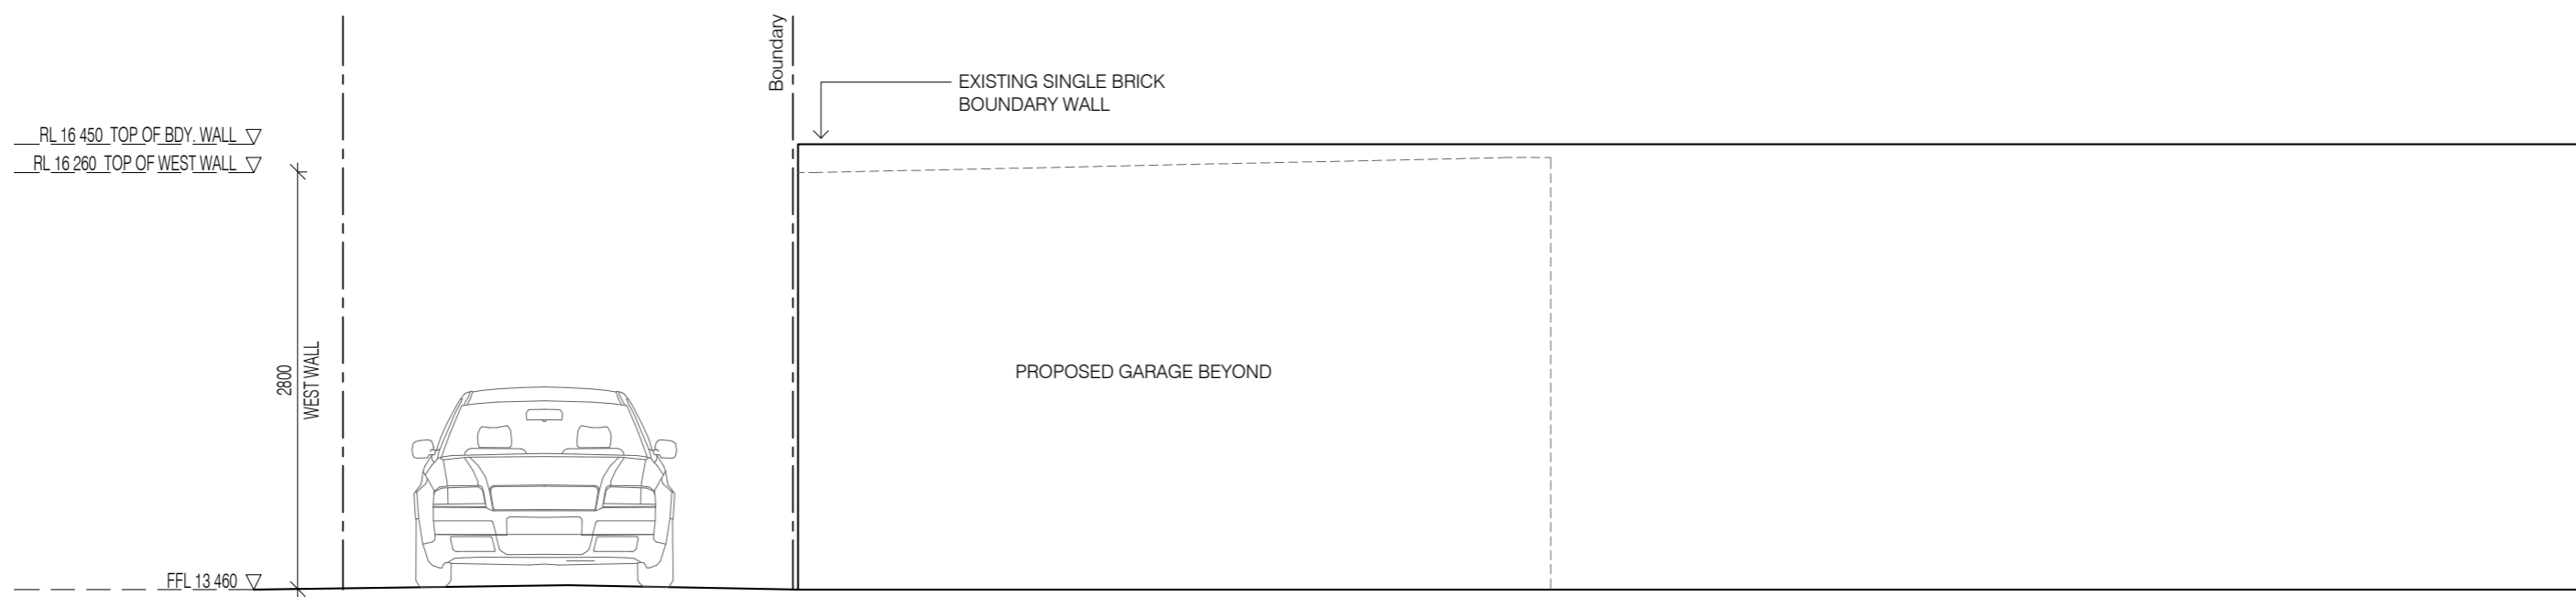 Boundary
EXISTING SINGLE BRICK
BOUNDARY WALL
RL 16 450 TOP OF BDY. WALL
RL 16 260 TOP OF WEST WALL
2800
WEST WALL
PROPOSED GARAGE BEYOND
FFL 13 460